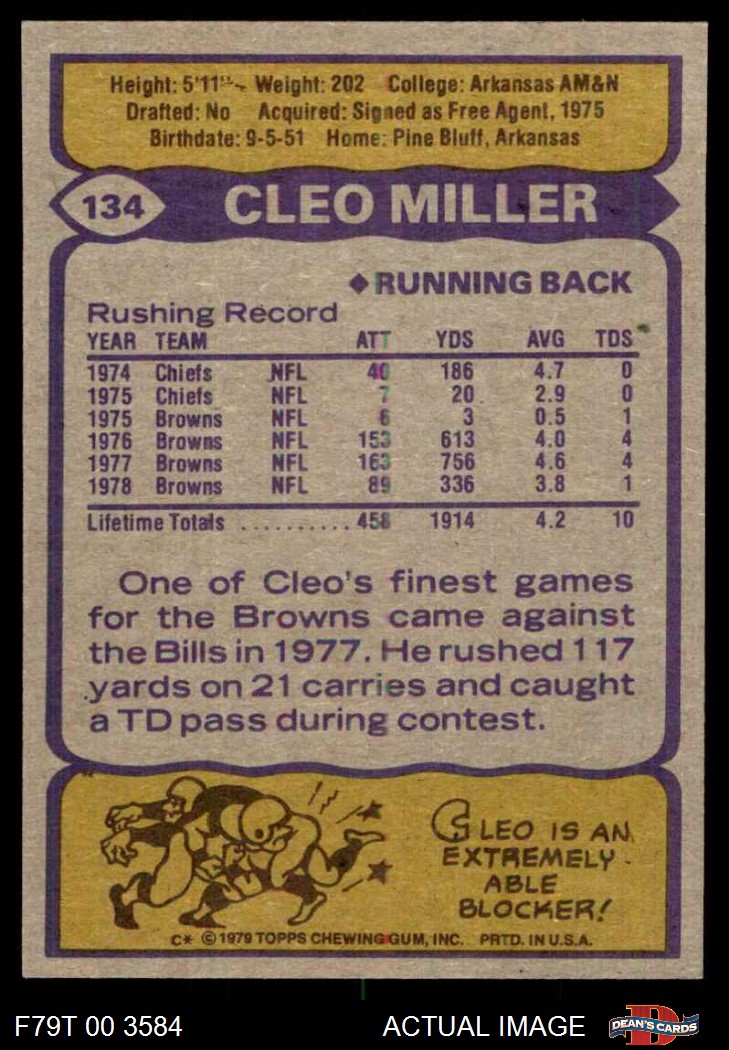 Height: 5'11" Weight: 202 College: Arkansas AM&N
Drafted: No Acquired: Signed as Free Agent, 1975
Birthdate: 9-5-51 Home: Pine Bluff, Arkansas
134 CLEO MILLER
◆RUNNING BACK
Rushing Record
YEAR TEAM ATT YDS AVG TDS
1974 Chiefs NFL 40 186 4.7 0
1975 Chiefs NFL 7 20 2.9 0
1975 Browns NFL 6 3 0.5 1
1976 Browns NFL 153 613 4.0 4
1977 Browns NFL 163 756 4.6 4
1978 Browns NFL 89 336 3.8 1
Lifetime Totals .......... 458 1914 4.2 10
One of Cleo's finest games
for the Browns came against
the Bills in 1977. He rushed 117
yards on 21 carries and caught
a TD pass during contest.
CLEO IS AN
EXTREMELY
ABLE
BLOCKER!
C* © 1979 TOPPS CHEWING GUM, INC. PRTD. IN U.S.A.
F79T 00 3584 ACTUAL IMAGE D DEAN'S CARDS